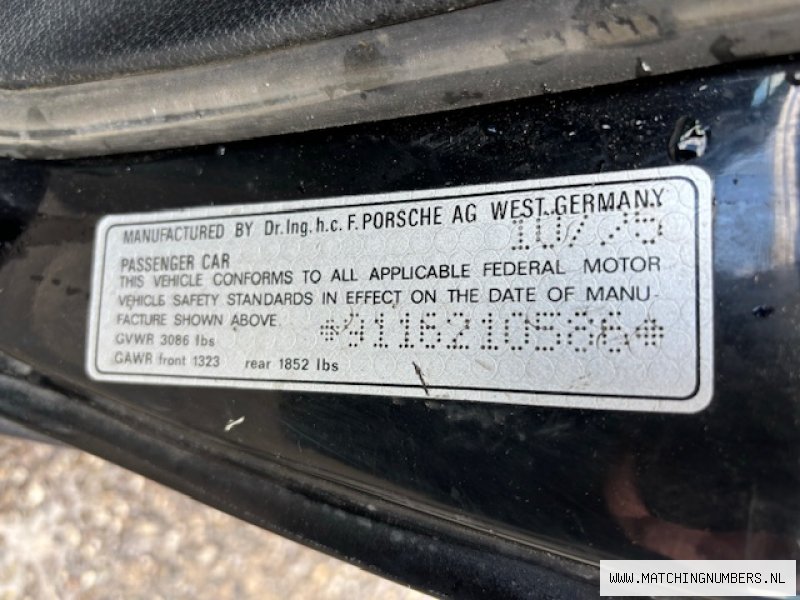 MANUFACTURED BY Dr.Ing.h.c.F.PORSCHE AG WEST GERMANY
10/75
PASSENGER CAR
THIS VEHICLE CONFORMS TO ALL APPLICABLE FEDERAL MOTOR
VEHICLE SAFETY STANDARDS IN EFFECT ON THE DATE OF MANU-
FACTURE SHOWN ABOVE. *9116210586*
GVWR 3086 lbs
GAWR front 1323 rear 1852 lbs
WWW.MATCHINGNUMBERS.NL